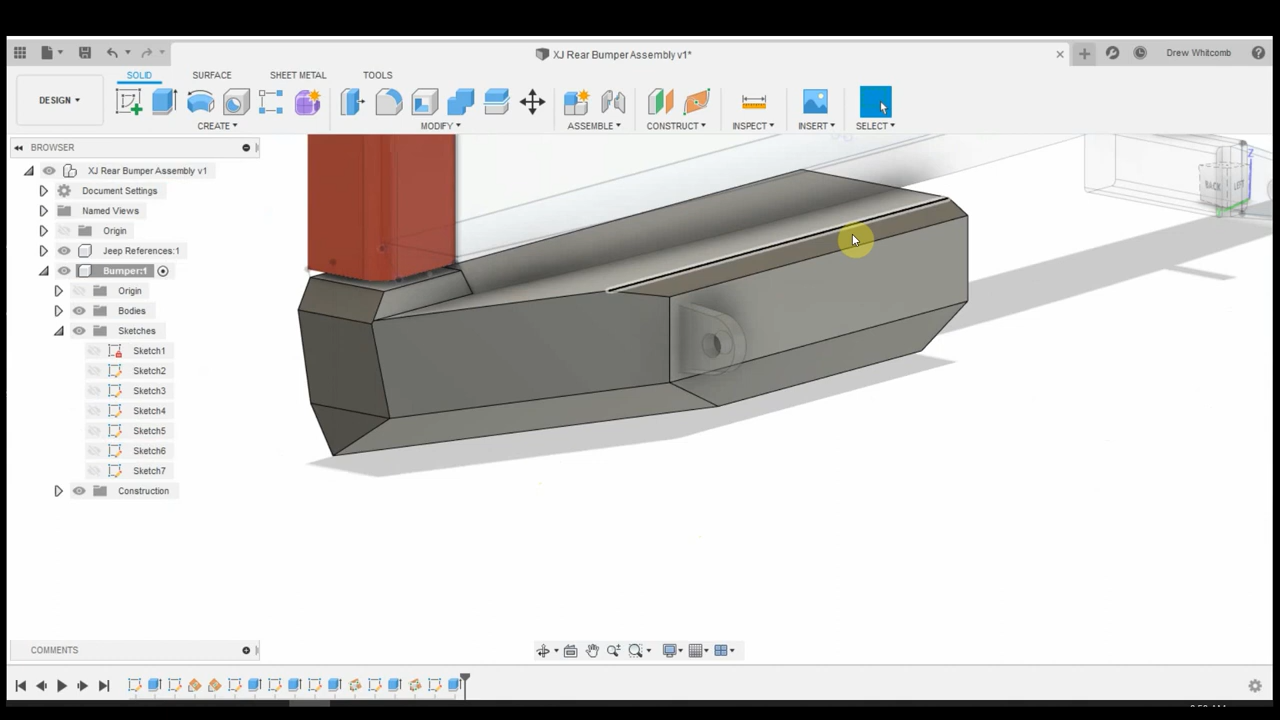 XJ Rear Bumper Assembly v1*
Drew Whitcomb
DESIGN
SOLID
SURFACE
SHEET METAL
TOOLS
CREATE
MODIFY
ASSEMBLE
CONSTRUCT
INSPECT
INSERT
SELECT
BROWSER
XJ Rear Bumper Assembly v1
Document Settings
Named Views
Origin
Jeep References:1
Bumper:1
Origin
Bodies
Sketches
Sketch1
Sketch2
Sketch3
Sketch4
Sketch5
Sketch6
Sketch7
Construction
BACK
LEFT
Z
COMMENTS